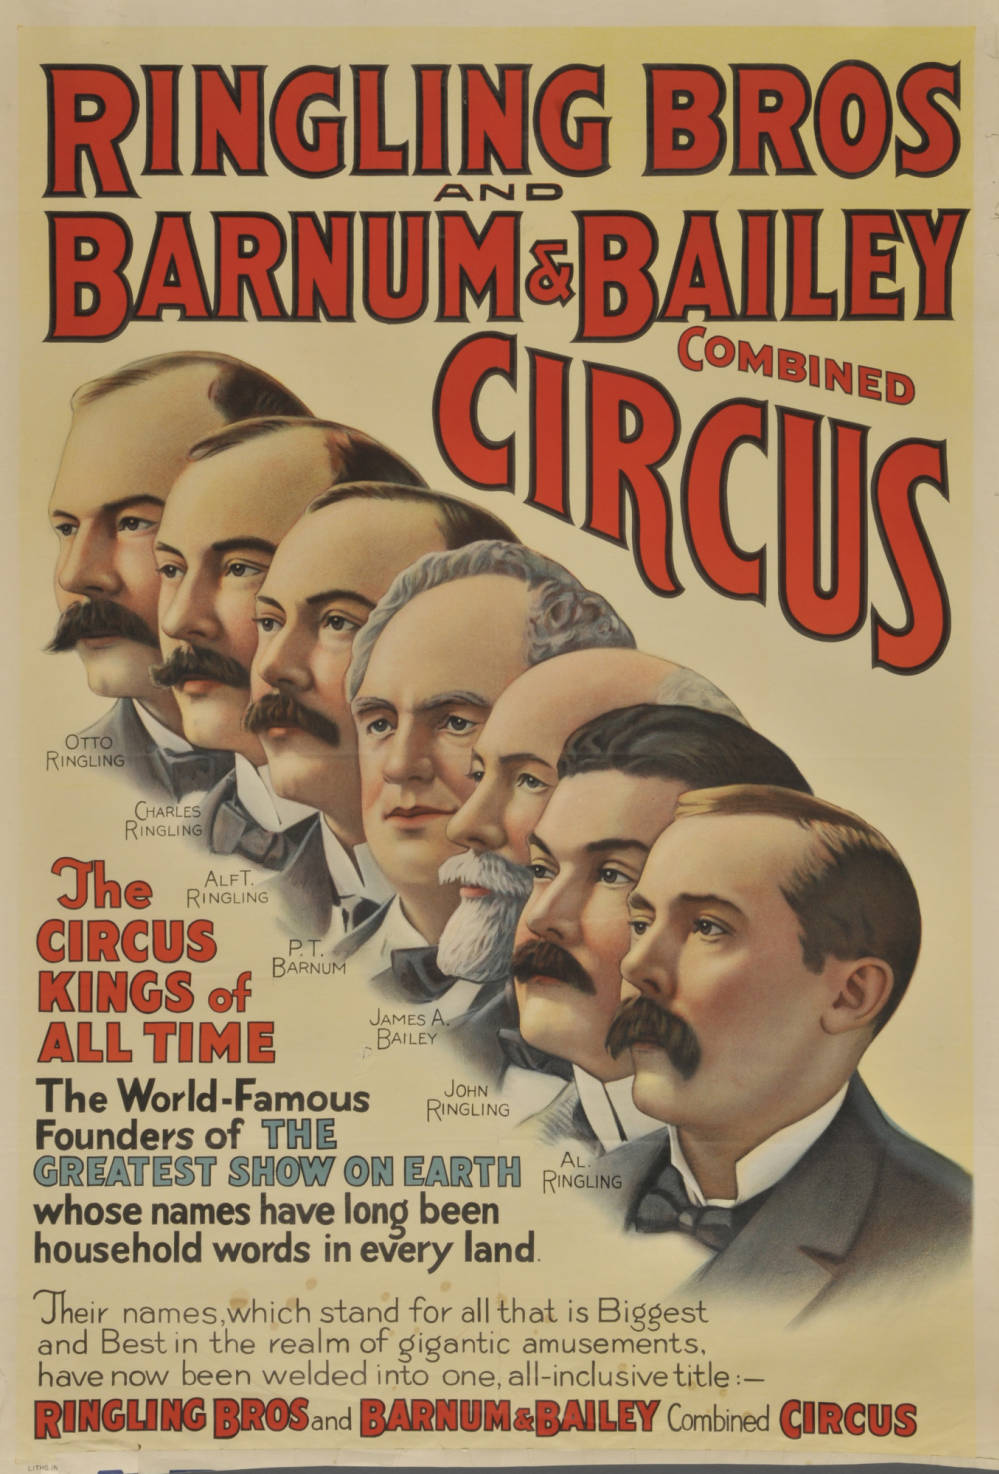 RINGLING BROS
AND
BARNUM & BAILEY
COMBINED
CIRCUS
OTTO
RINGLING
CHARLES
RINGLING
ALF T.
RINGLING
P.T.
BARNUM
JAMES A.
BAILEY
JOHN
RINGLING
AL.
RINGLING
The
CIRCUS
KINGS of
ALL TIME
The World-Famous
Founders of THE
GREATEST SHOW ON EARTH
whose names have long been
household words in every land.
Their names, which stand for all that is Biggest
and Best in the realm of gigantic amusements,
have now been welded into one, all-inclusive title:—
RINGLING BROS and BARNUM & BAILEY Combined CIRCUS
LITHO. IN